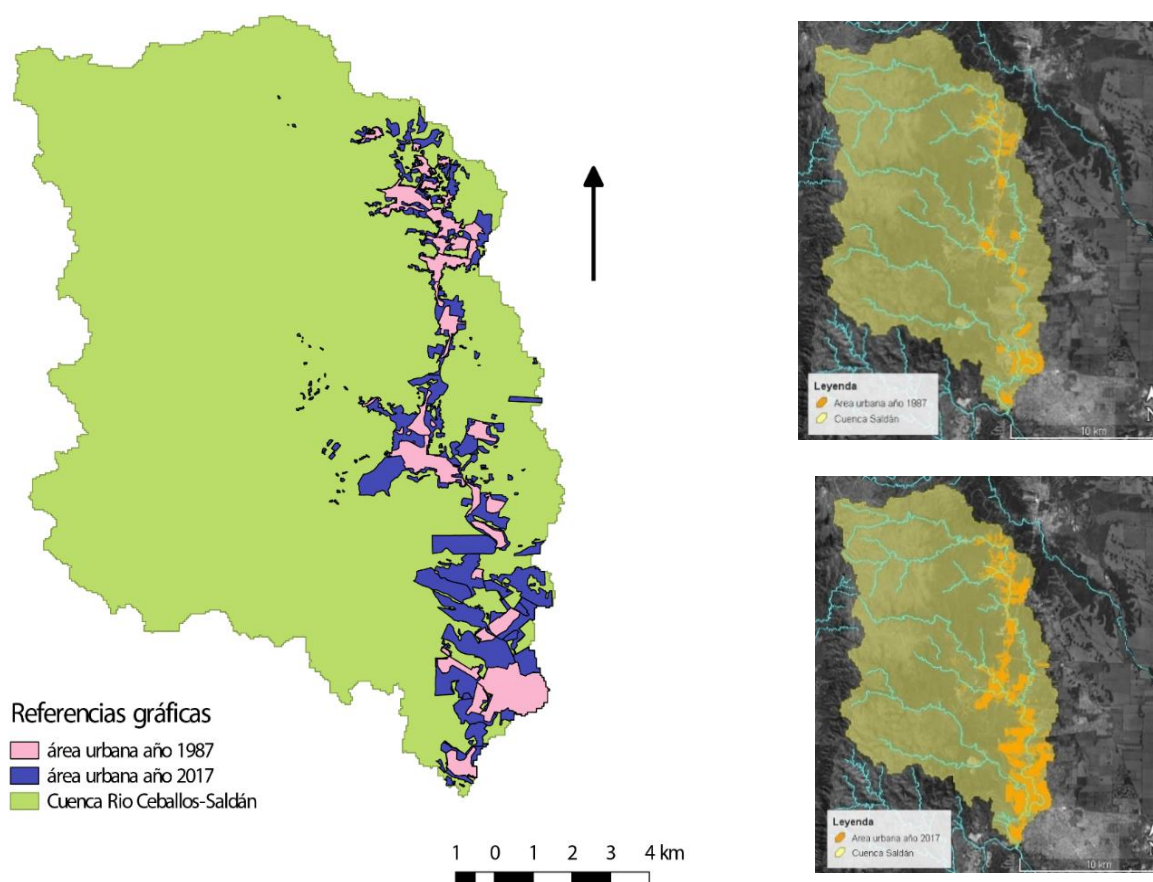 Referencias gráficas
área urbana año 1987
área urbana año 2017
Cuenca Rio Ceballos-Saldán
1 0 1 2 3 4 km
Leyenda
Area urbana año 1987
Cuenca Saldán
N
10 km
Leyenda
Area urbana año 2017
Cuenca Saldán
10 km